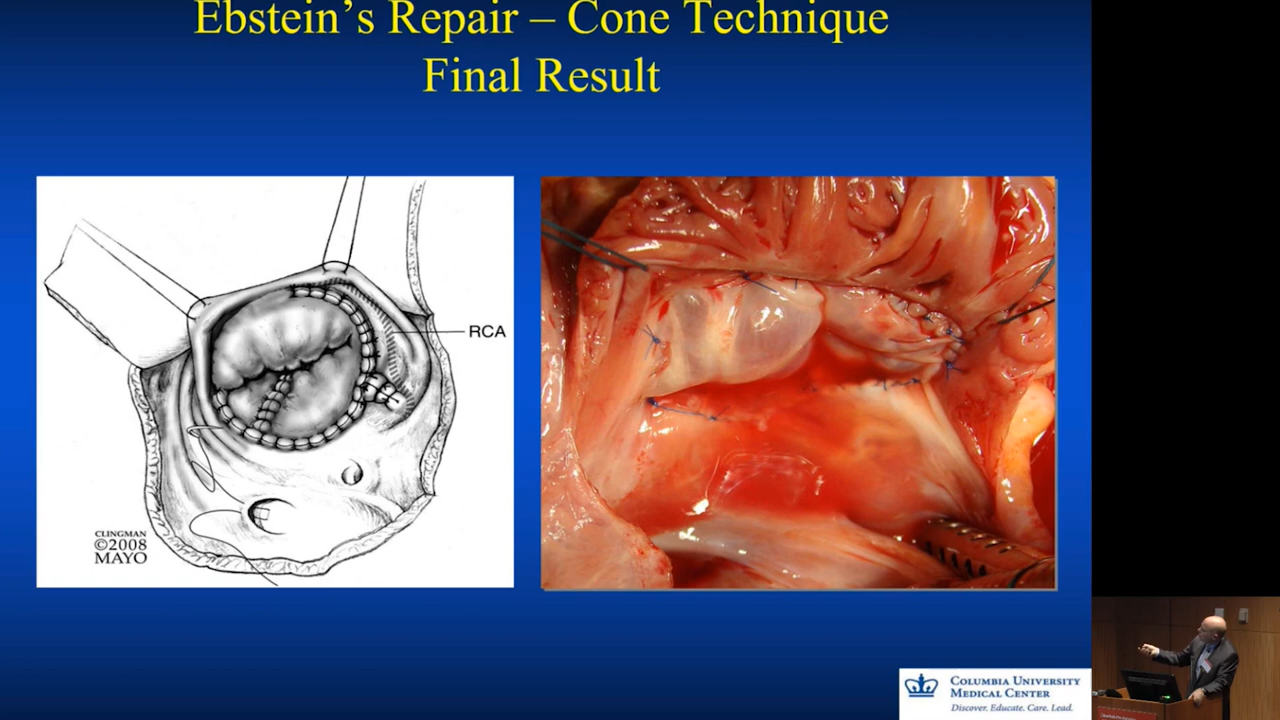 Ebstein's Repair – Cone Technique
Final Result
RCA
CLINGMAN
©2008
MAYO
COLUMBIA UNIVERSITY
MEDICAL CENTER
Discover. Educate. Care. Lead.